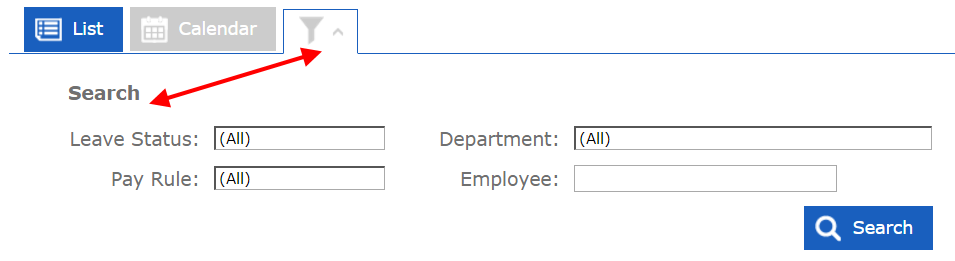 List Calendar
Search
Leave Status: (All) Department: (All)
Pay Rule: (All) Employee:
Search